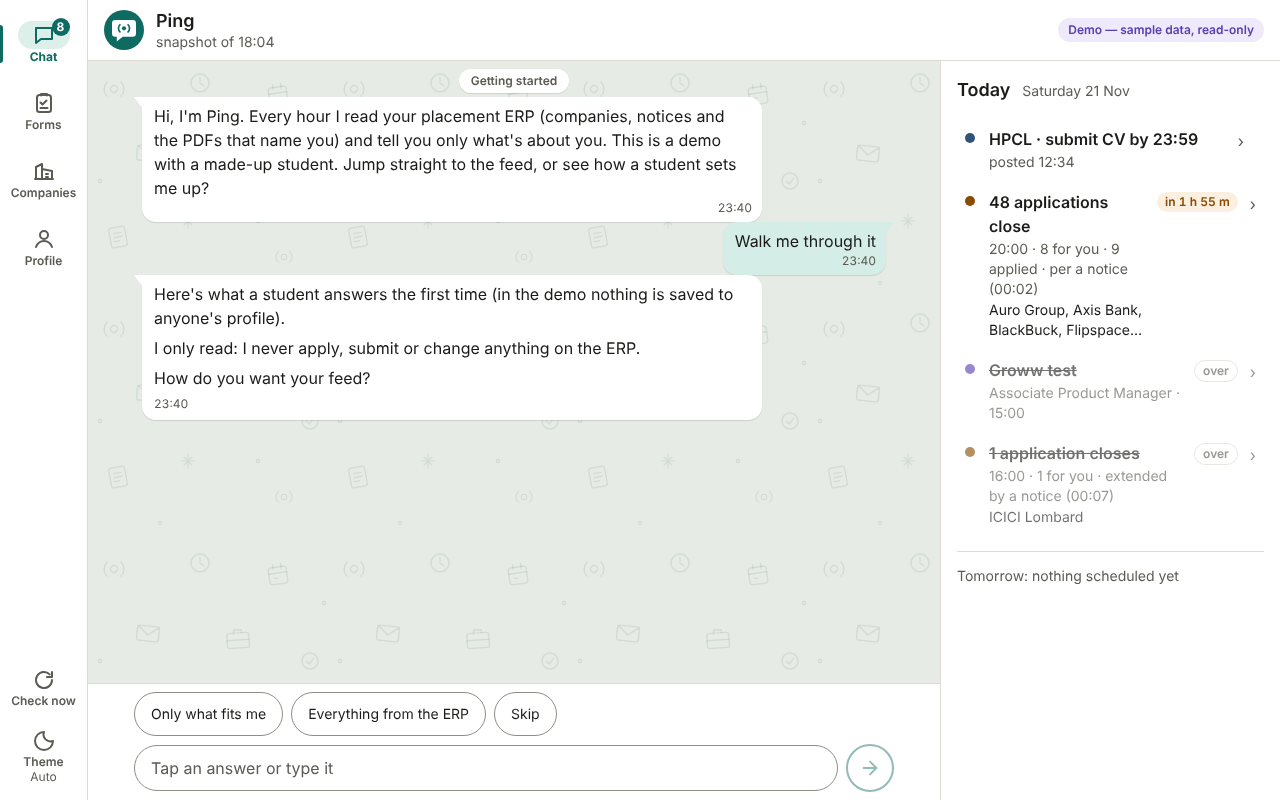 8
Chat
Forms
Companies
Profile
Check now
Theme
Auto
Ping
snapshot of 18:04
Demo — sample data, read-only
Getting started
Hi, I'm Ping. Every hour I read your placement ERP (companies, notices and
the PDFs that name you) and tell you only what's about you. This is a demo
with a made-up student. Jump straight to the feed, or see how a student sets
me up?
23:40
Walk me through it
23:40
Here's what a student answers the first time (in the demo nothing is saved to
anyone's profile).
I only read: I never apply, submit or change anything on the ERP.
How do you want your feed?
23:40
Only what fits me
Everything from the ERP
Skip
Tap an answer or type it
Today Saturday 21 Nov
HPCL · submit CV by 23:59
posted 12:34
48 applications
close
in 1 h 55 m
20:00 · 8 for you · 9
applied · per a notice
(00:02)
Auro Group, Axis Bank,
BlackBuck, Flipspace...
Groww test
over
Associate Product Manager ·
15:00
1 application closes
over
16:00 · 1 for you · extended
by a notice (00:07)
ICICI Lombard
Tomorrow: nothing scheduled yet